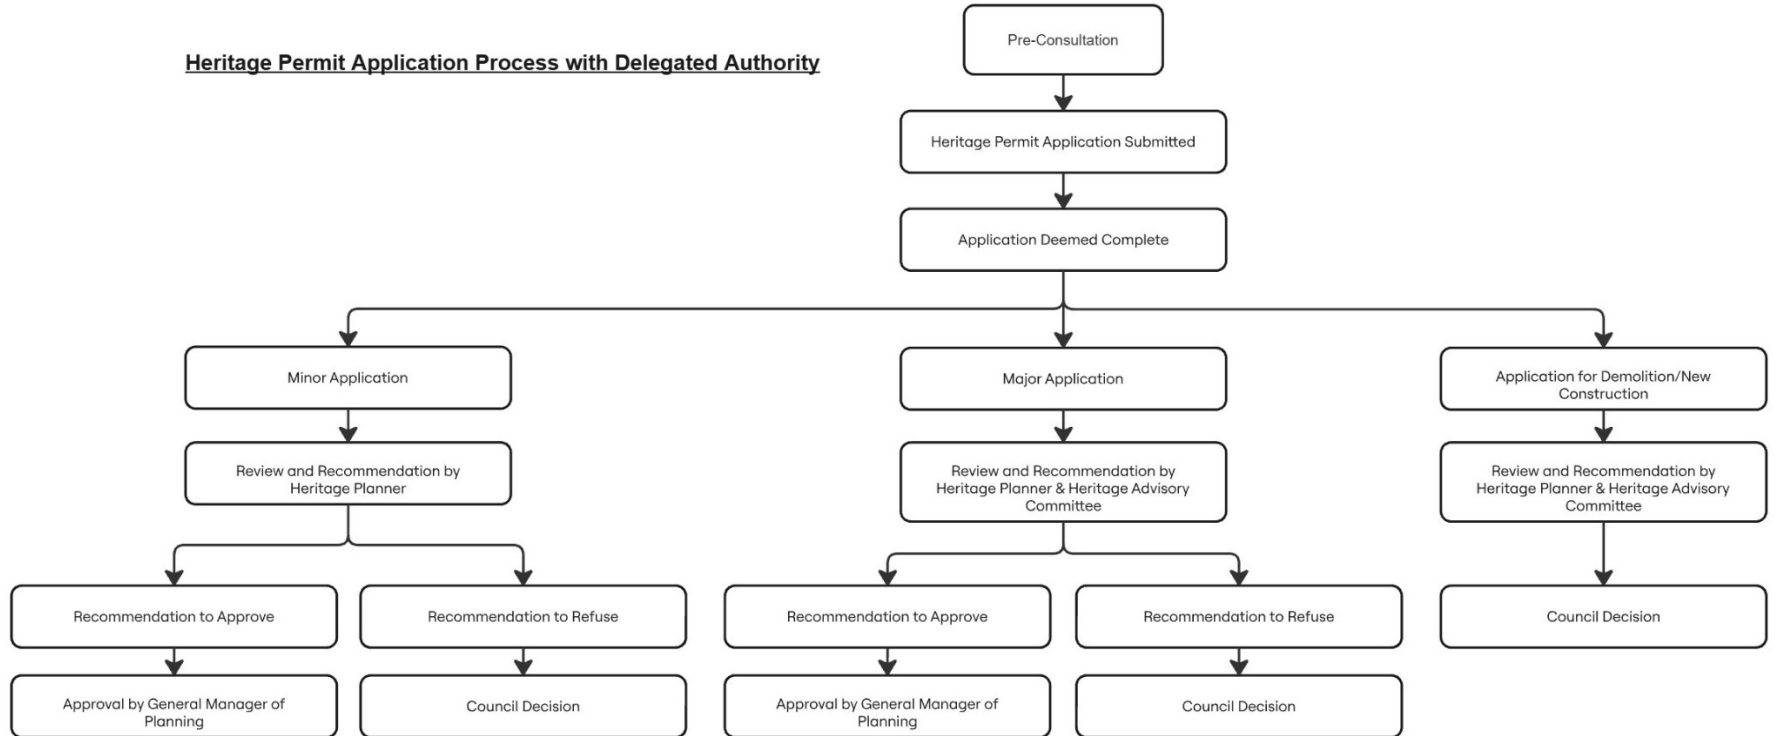 Heritage Permit Application Process with Delegated Authority
Pre-Consultation
Heritage Permit Application Submitted
Application Deemed Complete
Minor Application
Major Application
Application for Demolition/New
Construction
Review and Recommendation by
Heritage Planner
Review and Recommendation by
Heritage Planner & Heritage Advisory
Committee
Review and Recommendation by
Heritage Planner & Heritage Advisory
Committee
Recommendation to Approve
Recommendation to Refuse
Recommendation to Approve
Recommendation to Refuse
Council Decision
Approval by General Manager of
Planning
Council Decision
Approval by General Manager of
Planning
Council Decision